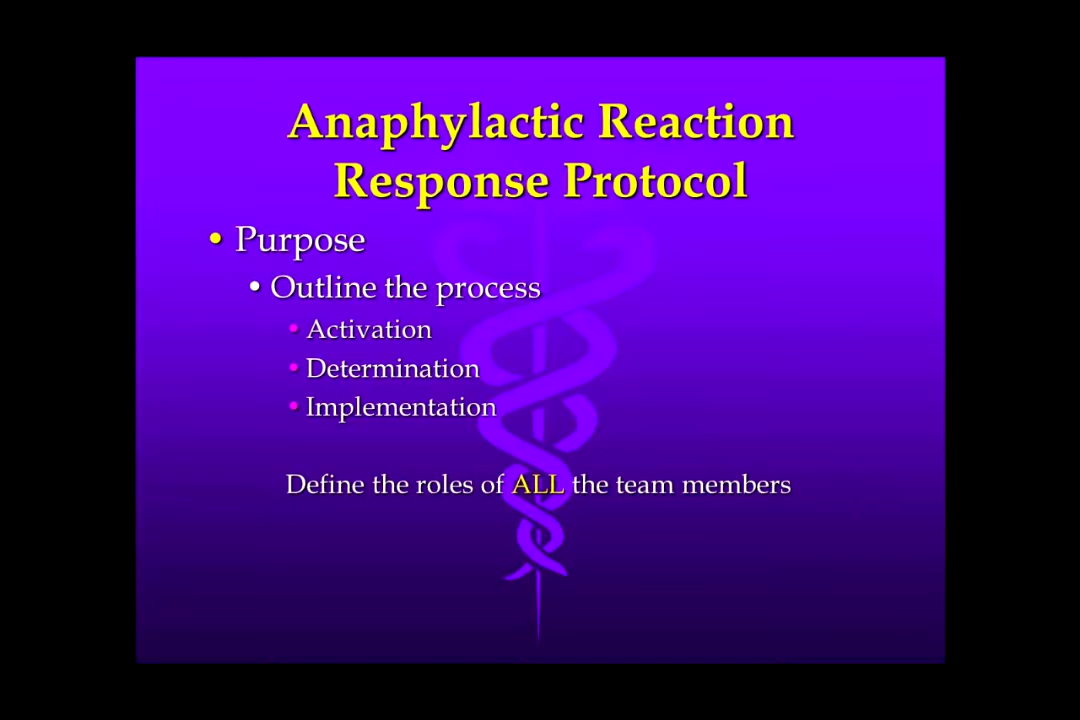 Anaphylactic Reaction
Response Protocol
• Purpose
• Outline the process
• Activation
• Determination
• Implementation
Define the roles of ALL the team members